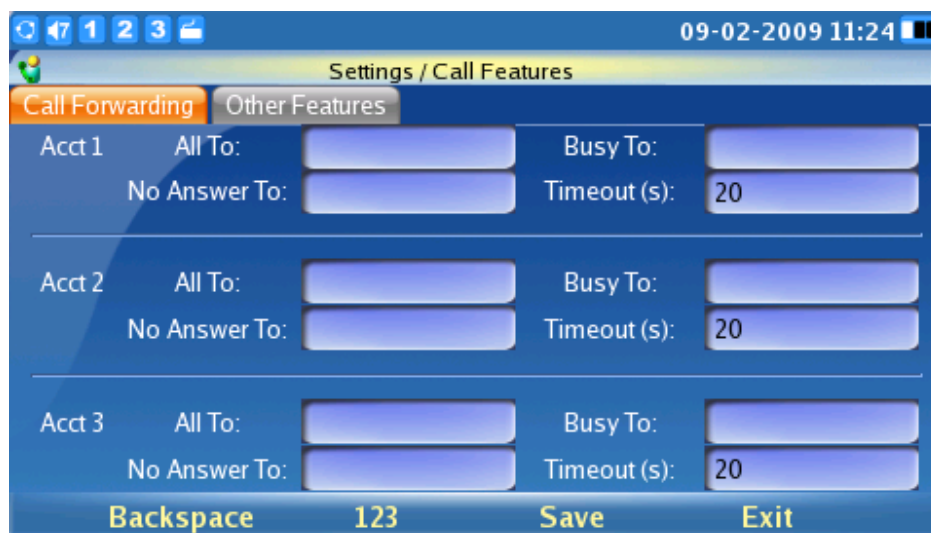 7 1 2 3 09-02-2009 11:24
Settings / Call Features
Call Forwarding Other Features
Acct 1 All To: Busy To:
No Answer To: Timeout (s): 20
Acct 2 All To: Busy To:
No Answer To: Timeout (s): 20
Acct 3 All To: Busy To:
No Answer To: Timeout (s): 20
Backspace 123 Save Exit